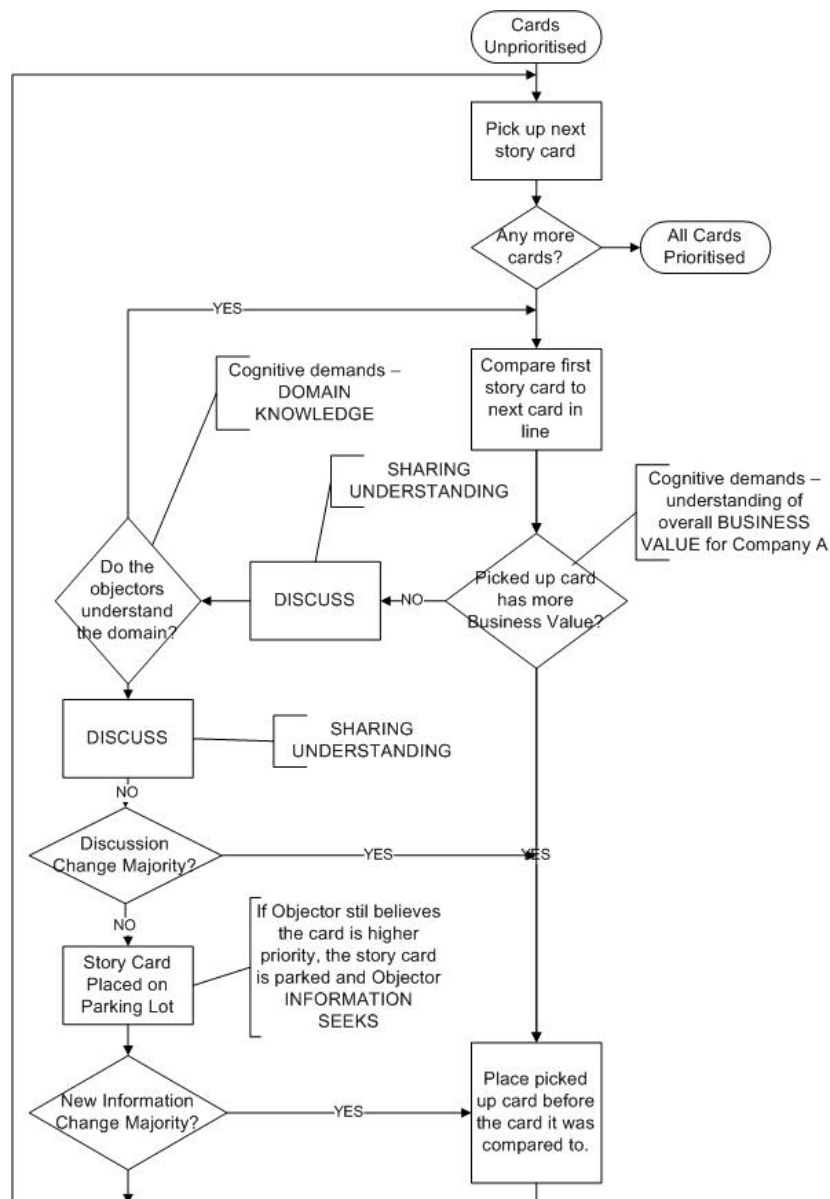 Cards
Unprioritised
Pick up next
story card
Any more
cards?
All Cards
Prioritised
YES
Compare first
story card to
next card in
line
Cognitive demands –
DOMAIN
KNOWLEDGE
SHARING
UNDERSTANDING
Cognitive demands –
understanding of
overall BUSINESS
VALUE for Company A
Do the
objectors
understand
the domain?
DISCUSS
NO
Picked up card
has more
Business Value?
DISCUSS
SHARING
UNDERSTANDING
NO
Discussion
Change Majority?
YES
YES
NO
If Objector still believes
the card is higher
priority, the story card
is parked and Objector
INFORMATION
SEEKS
Story Card
Placed on
Parking Lot
New Information
Change Majority?
YES
Place picked
up card before
the card it was
compared to.